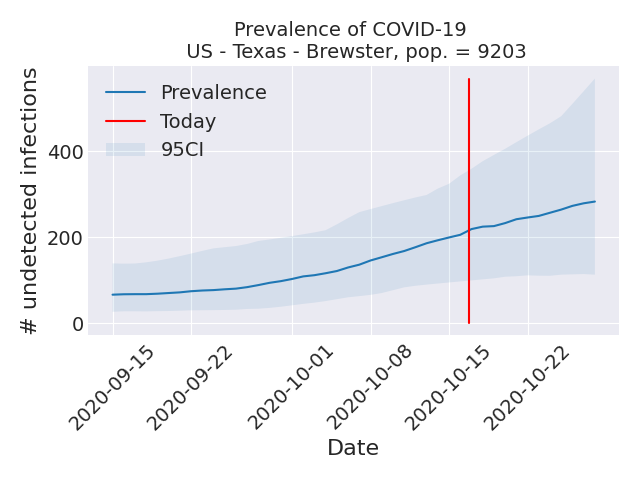 Prevalence of COVID-19
US - Texas - Brewster, pop. = 9203
# undetected infections
400
200
0
Prevalence
Today
95CI
2020-09-15
2020-09-22
2020-10-01
2020-10-08
2020-10-15
2020-10-22
Date